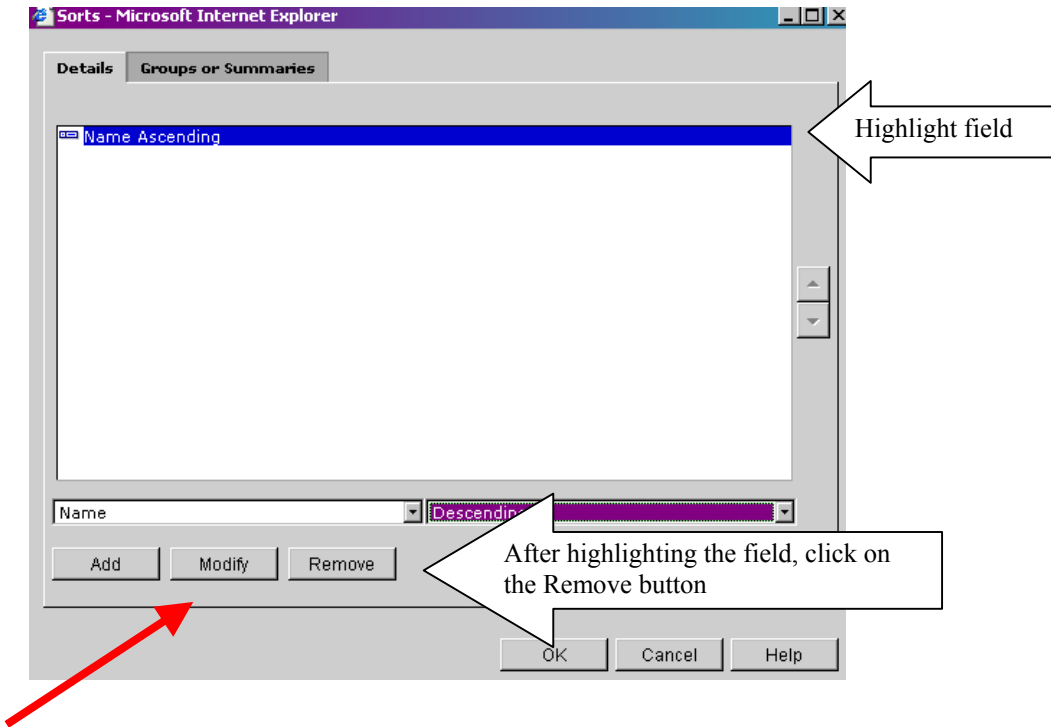 Sorts - Microsoft Internet Explorer
Details
Groups or Summaries
Highlight field
Name Ascending
Name
Descending
After highlighting the field, click on
the Remove button
Add
Modify
Remove
OK
Cancel
Help